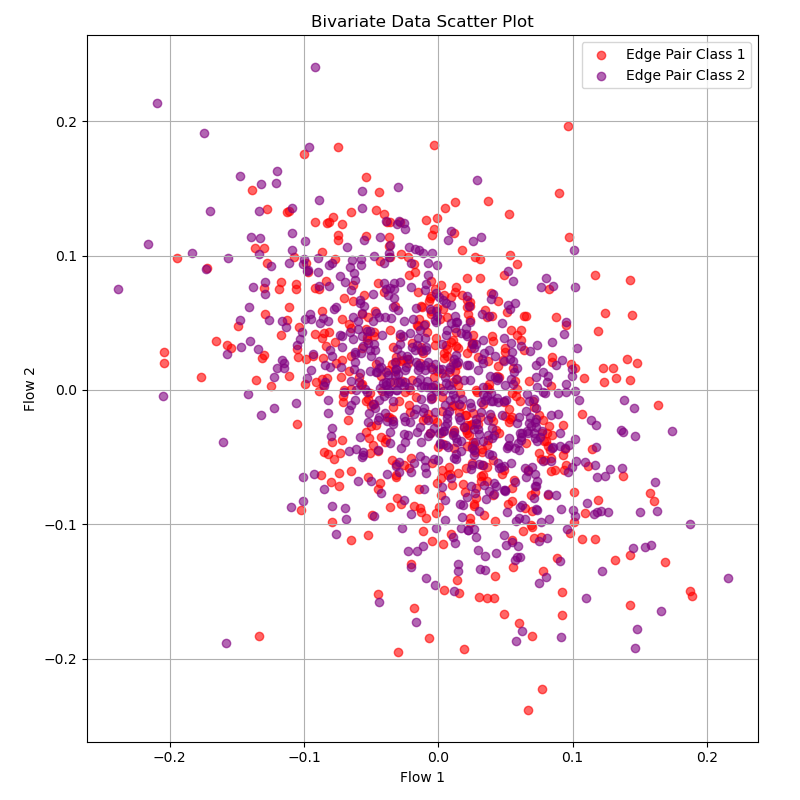 Bivariate Data Scatter Plot
Edge Pair Class 1
Edge Pair Class 2
0.2
0.1
0.0
−0.1
−0.2
Flow 2
−0.2 −0.1 0.0 0.1 0.2
Flow 1